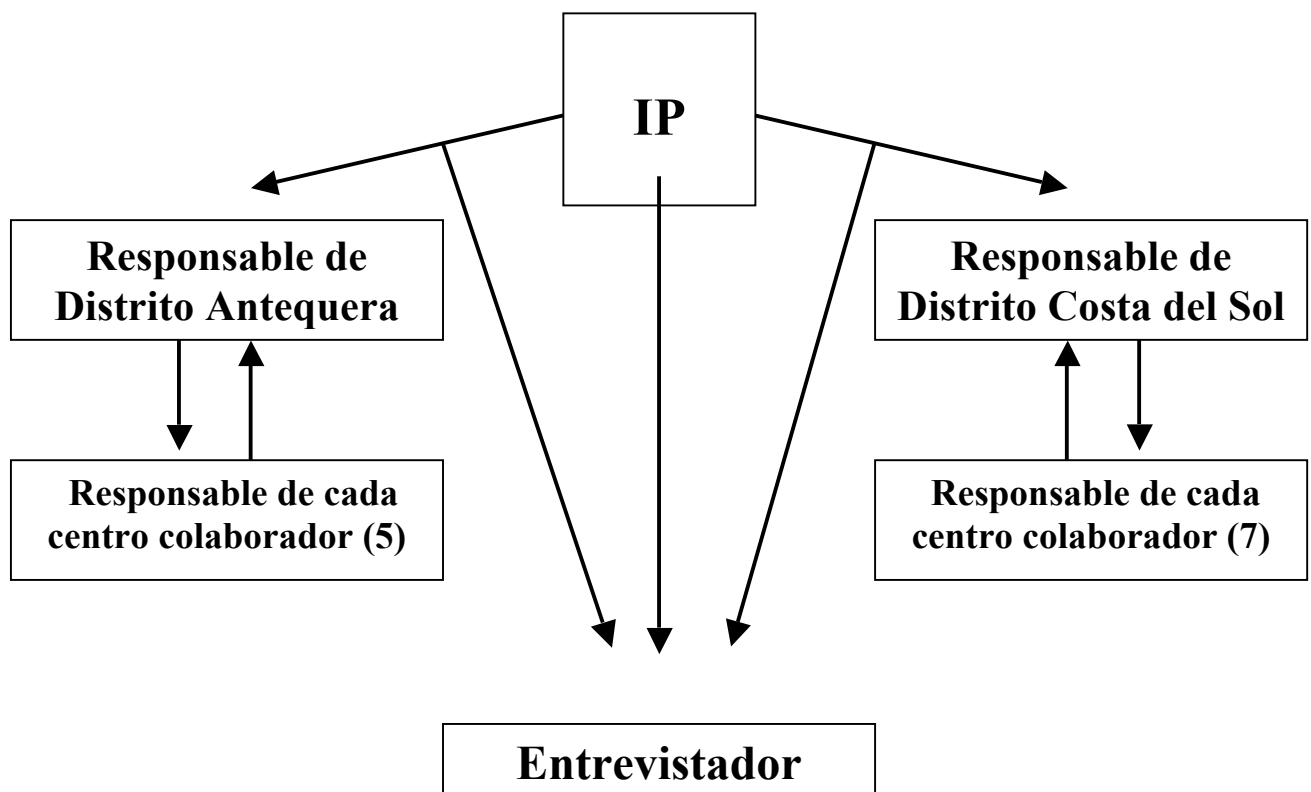 IP
Responsable de
Distrito Antequera
Responsable de
Distrito Costa del Sol
Responsable de cada
centro colaborador (5)
Responsable de cada
centro colaborador (7)
Entrevistador